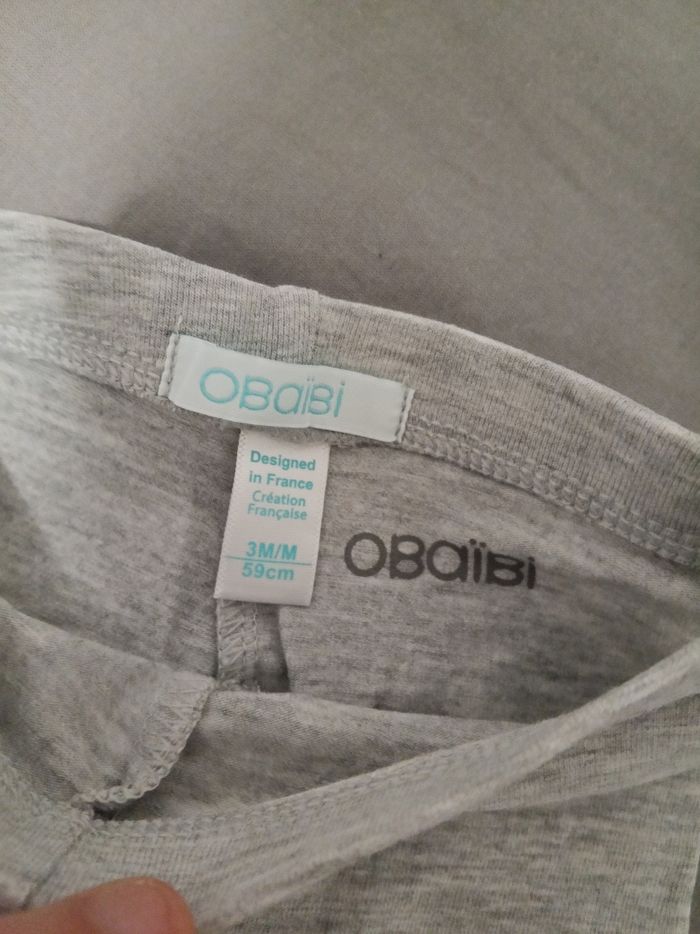 OBaïBi
Designed
in France
Création
Française
3M/M
59cm
OBaïBi